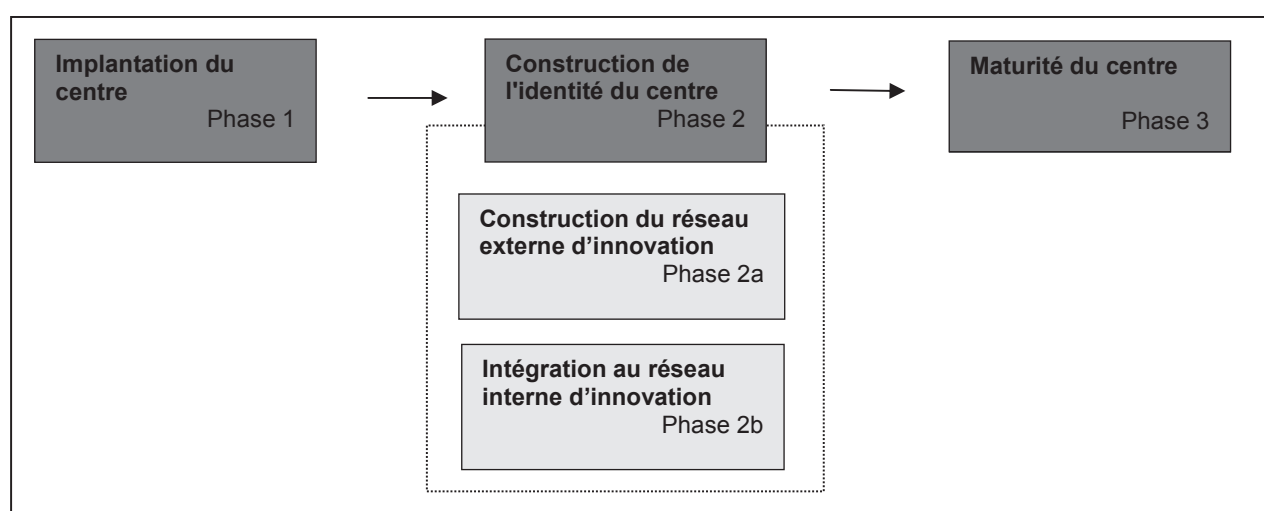 Implantation du
centre
Phase 1
Construction de
l'identité du centre
Phase 2
Maturité du centre
Phase 3
Construction du réseau
externe d’innovation
Phase 2a
Intégration au réseau
interne d’innovation
Phase 2b